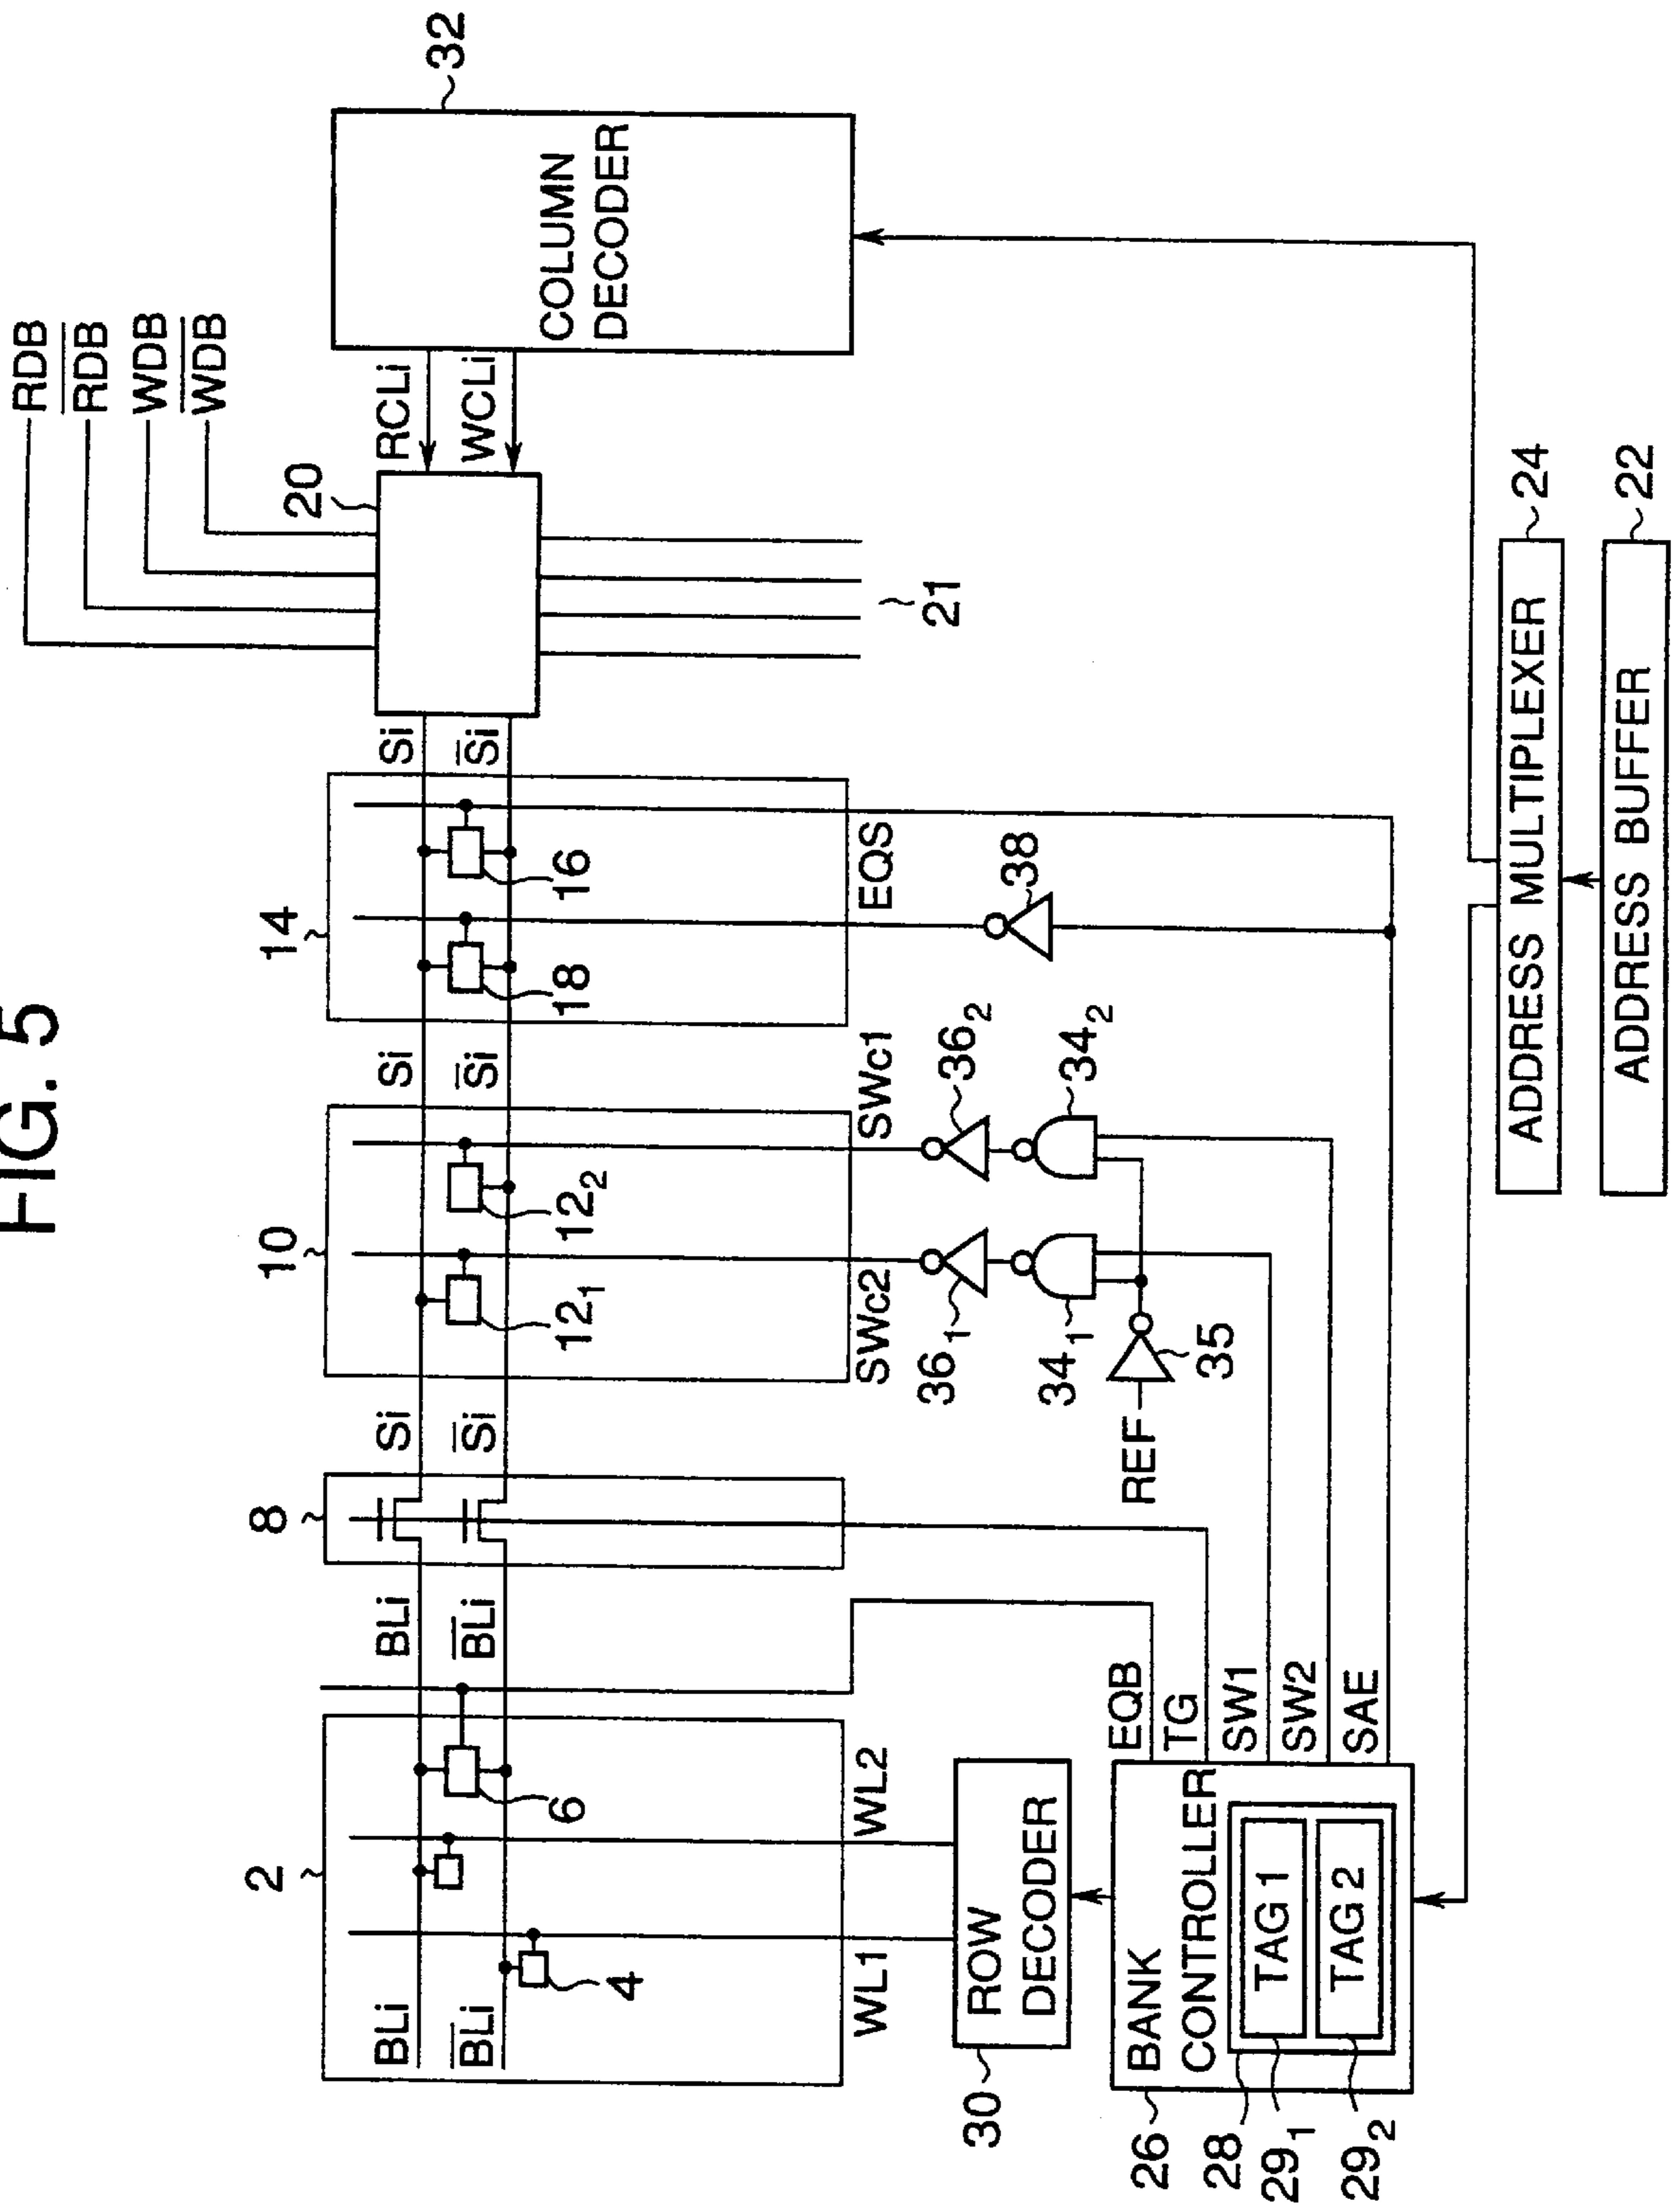 FIG. 5
RDB
RDB
WDB
WDB
2
8
10
14
20
32
BLi
BLi
BLi
BLi
Si
Si
Si
Si
Si
Si
RCLi
WCLi
COLUMN
DECODER
4
6
12₁
12₂
18
16
21
WL1
WL2
SWc2
SWc1
EQS
36₁
36₂
38
34₁
34₂
REF
35
30
ROW
DECODER
EQB
TG
SW1
SW2
SAE
26
BANK
CONTROLLER
28
29₁
TAG 1
29₂
TAG 2
ADDRESS MULTIPLEXER
24
ADDRESS BUFFER
22